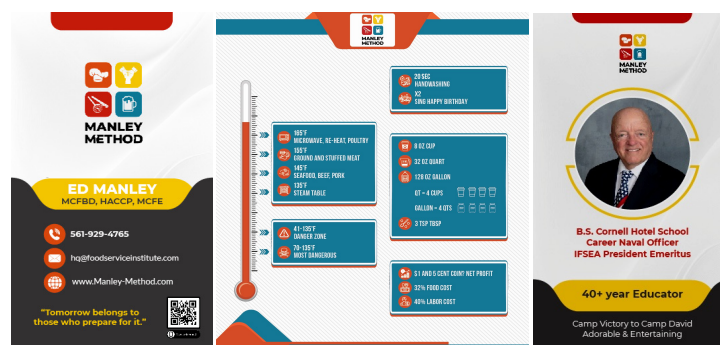 MANLEY
METHOD
ED MANLEY
MCFBD, HACCP, MCFE
561-929-4765
hq@foodserviceinstitute.com
www.Manley-Method.com
"Tomorrow belongs to
those who prepare for it."
MANLEY
METHOD
20 SEC
HANDWASHING
X2
SING HAPPY BIRTHDAY
165°F
MICROWAVE, RE-HEAT, POULTRY
155°F
GROUND AND STUFFED MEAT
145°F
SEAFOOD, BEEF, PORK
135°F
STEAM TABLE
41-135°F
DANGER ZONE
70-135°F
MOST DANGEROUS
8 OZ CUP
32 OZ QUART
128 OZ GALLON
QT = 4 CUPS
GALLON = 4 QTS
3 TSP TBSP
$1 AND 5 CENT COUNT NET PROFIT
32% FOOD COST
40% LABOR COST
MANLEY
METHOD
B.S. Cornell Hotel School
Career Naval Officer
IFSEA President Emeritus
40+ year Educator
Camp Victory to Camp David
Adorable & Entertaining